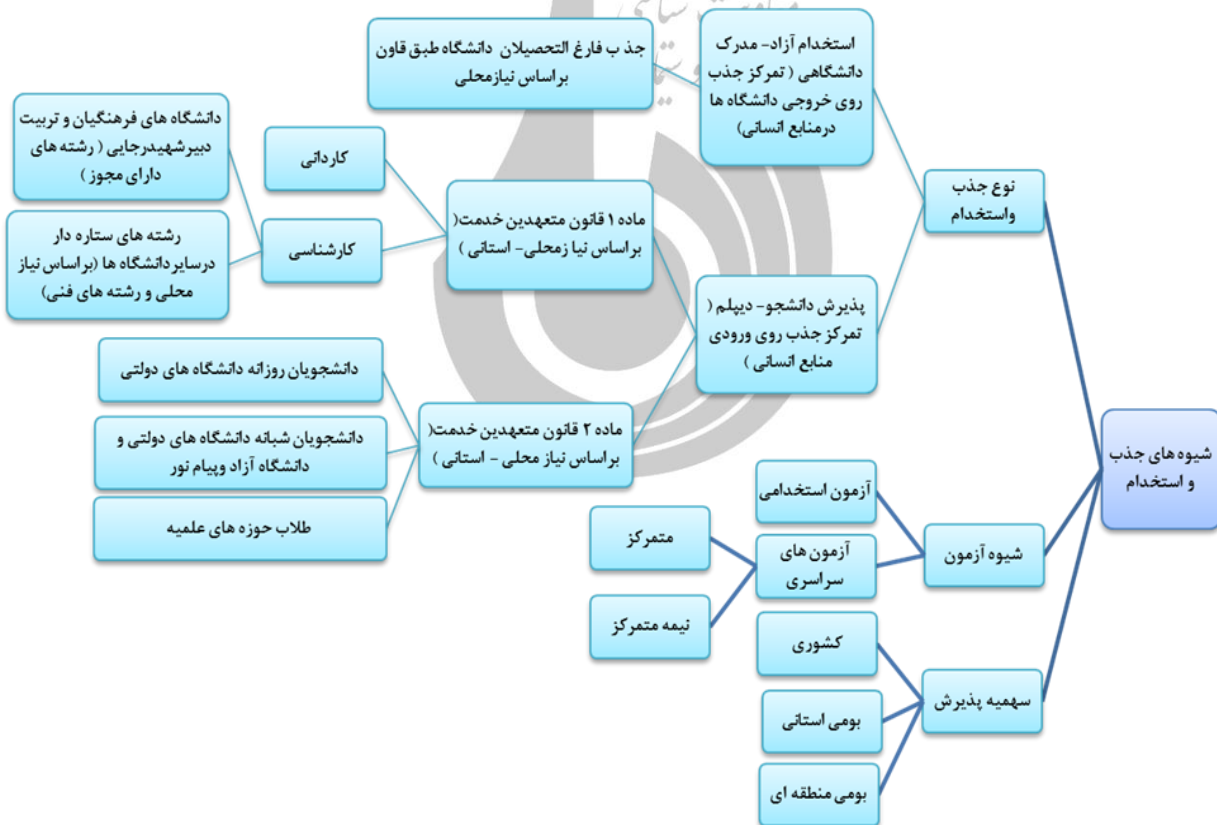 شیوه های جذب
و استخدام
نوع جذب
واستخدام
استخدام آزاد- مدرک
دانشگاهی ( تمرکز جذب
روی خروجی دانشگاه ها
درمنابع انسانی)
جذ ب فارغ التحصیلان دانشگاه طبق قاون
براساس نیازمحلی
پذیرش دانشجو- دیپلم (
تمرکز جذب روی ورودی
منابع انسانی )
ماده ۱ قانون متعهدین خدمت(
براساس نیا زمحلی- استانی )
کاردانی
کارشناسی
دانشگاه های فرهنگیان و تربیت
دبیرشهیدرجایی ( رشته های
دارای مجوز )
رشته های ستاره دار
درسایردانشگاه ها (براساس نیاز
محلی و رشته های فنی)
ماده ۲ قانون متعهدین خدمت(
براساس نیاز محلی - استانی )
دانشجویان روزانه دانشگاه های دولتی
دانشجویان شبانه دانشگاه های دولتی و
دانشگاه آزاد وپیام نور
طلاب حوزه های علمیه
شیوه آزمون
آزمون استخدامی
آزمون های
سراسری
متمرکز
نیمه متمرکز
سهمیه پذیرش
کشوری
بومی استانی
بومی منطقه ای